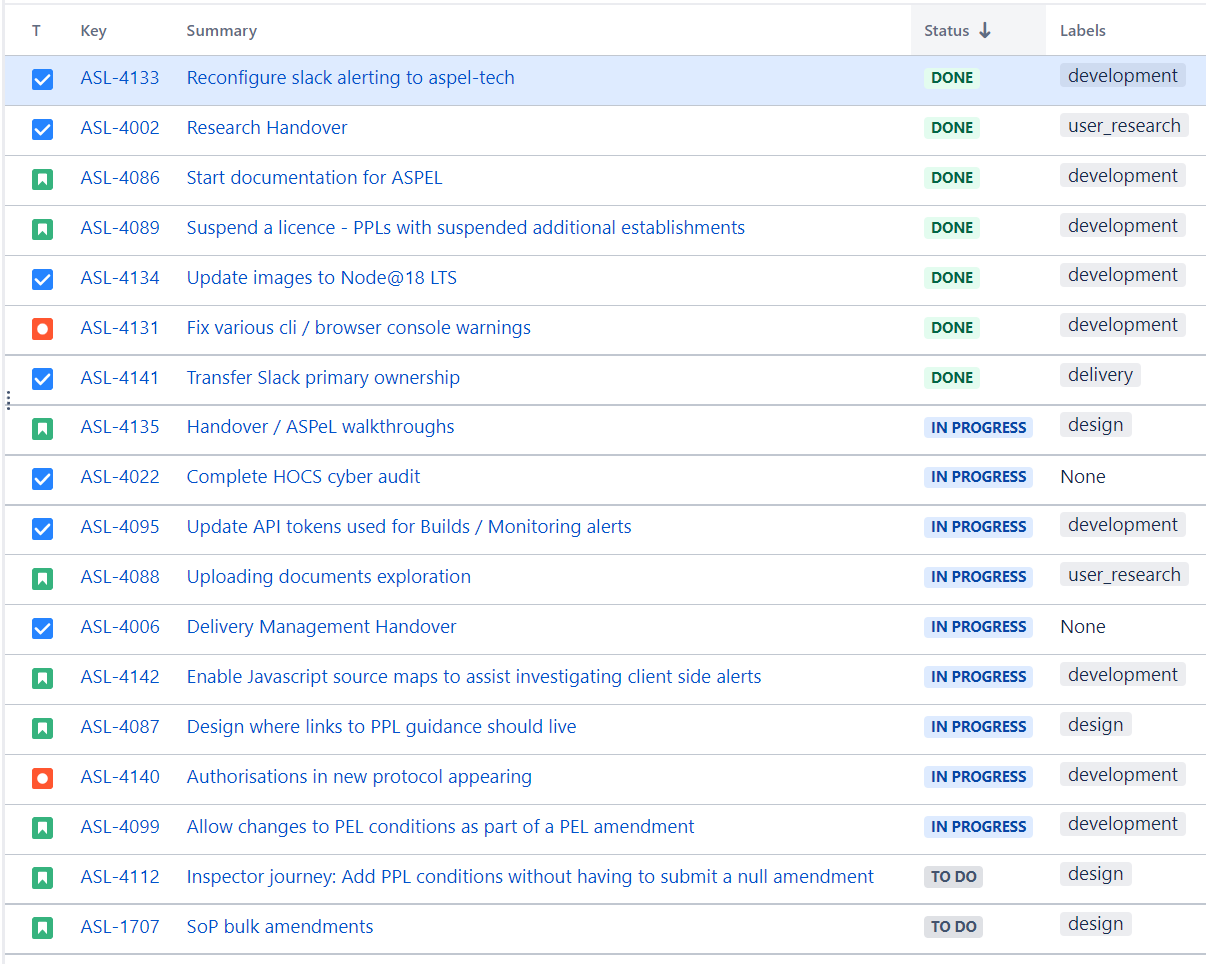 T Key Summary Status Labels
ASL-4133 Reconfigure slack alerting to aspel-tech DONE development
ASL-4002 Research Handover DONE user_research
ASL-4086 Start documentation for ASPEL DONE development
ASL-4089 Suspend a licence - PPLs with suspended additional establishments DONE development
ASL-4134 Update images to Node@18 LTS DONE development
ASL-4131 Fix various cli / browser console warnings DONE development
ASL-4141 Transfer Slack primary ownership DONE delivery
ASL-4135 Handover / ASPeL walkthroughs IN PROGRESS design
ASL-4022 Complete HOCS cyber audit IN PROGRESS None
ASL-4095 Update API tokens used for Builds / Monitoring alerts IN PROGRESS development
ASL-4088 Uploading documents exploration IN PROGRESS user_research
ASL-4006 Delivery Management Handover IN PROGRESS None
ASL-4142 Enable Javascript source maps to assist investigating client side alerts IN PROGRESS development
ASL-4087 Design where links to PPL guidance should live IN PROGRESS design
ASL-4140 Authorisations in new protocol appearing IN PROGRESS development
ASL-4099 Allow changes to PEL conditions as part of a PEL amendment IN PROGRESS development
ASL-4112 Inspector journey: Add PPL conditions without having to submit a null amendment TO DO design
ASL-1707 SoP bulk amendments TO DO design